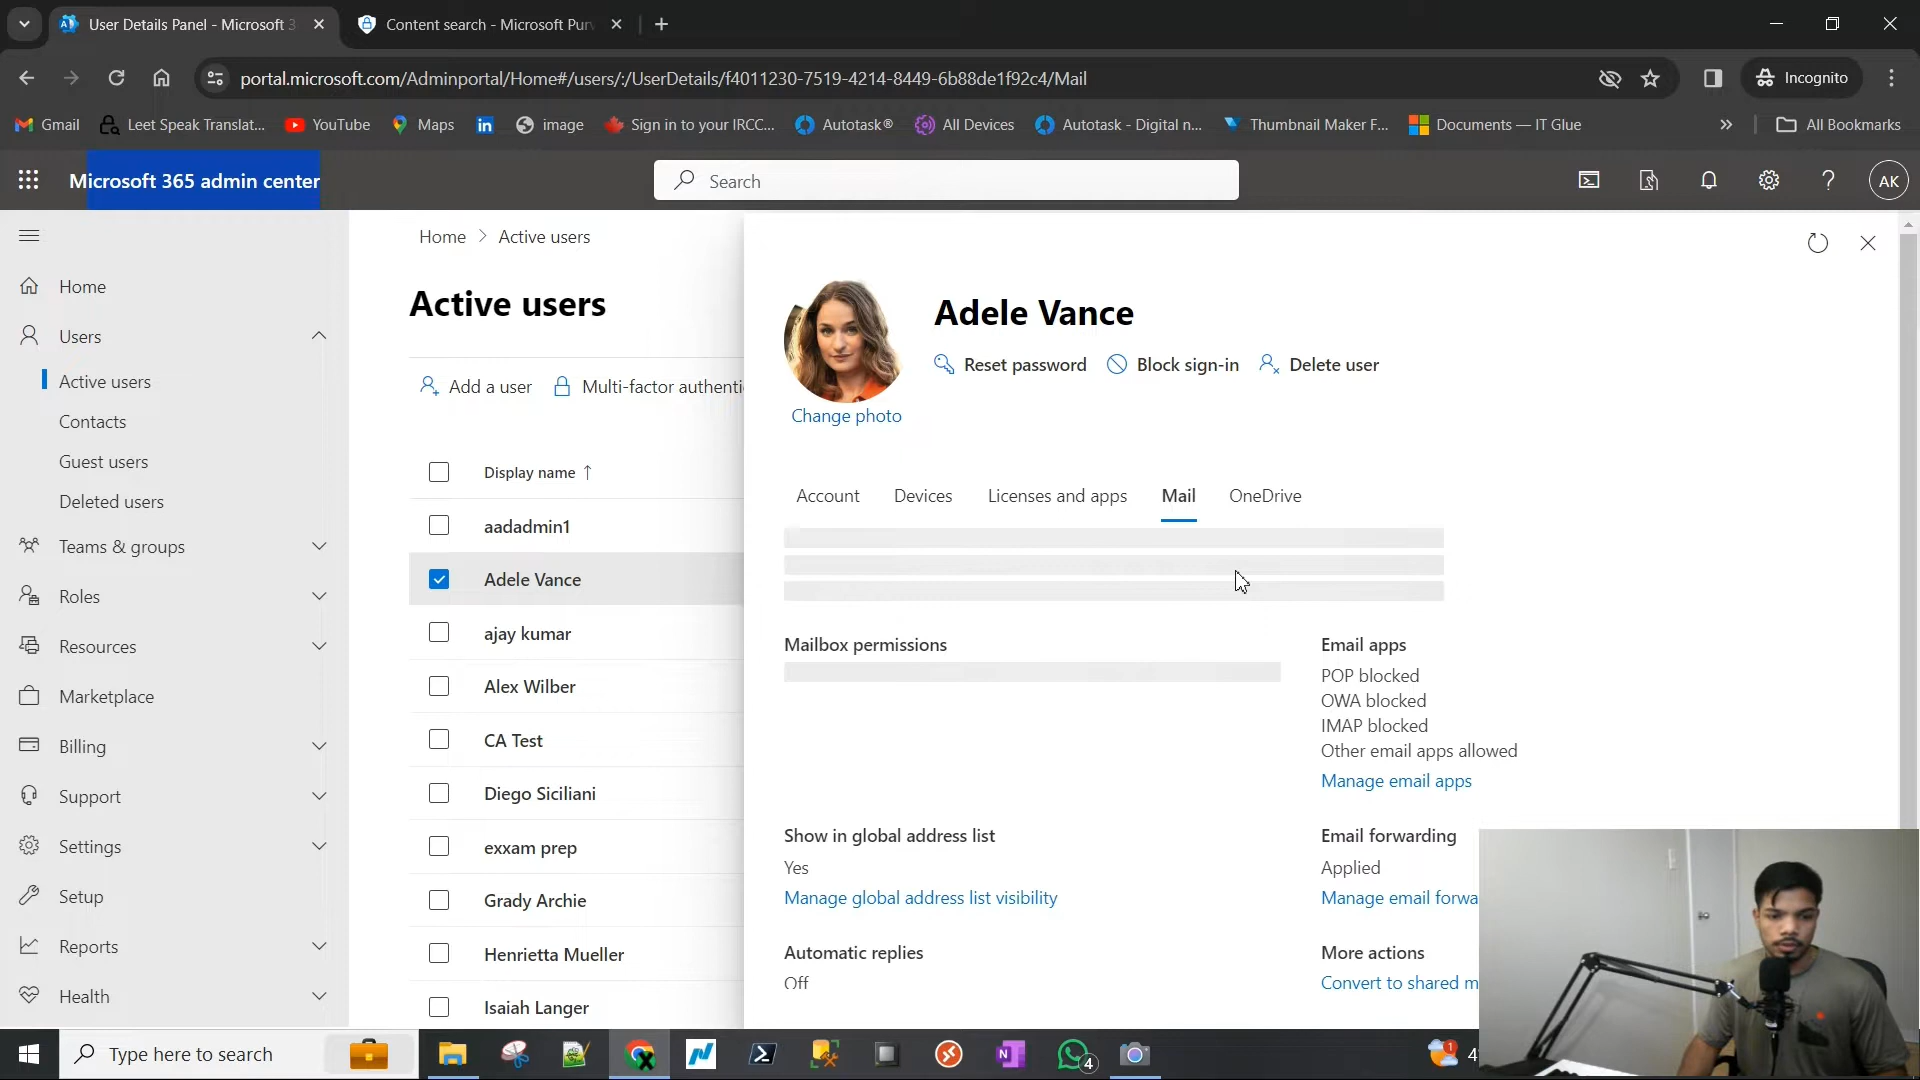 User Details Panel - Microsoft 3
Content search - Microsoft Pur
portal.microsoft.com/Adminportal/Home#/users/:/UserDetails/f4011230-7519-4214-8449-6b88de1f92c4/Mail
Incognito
Gmail
Leet Speak Translat...
YouTube
Maps
image
Sign in to your IRCC...
Autotask®
All Devices
Autotask - Digital n...
Thumbnail Maker F...
Documents — IT Glue
»
All Bookmarks
Microsoft 365 admin center
Search
AK
Home
Users
Active users
Contacts
Guest users
Deleted users
Teams & groups
Roles
Resources
Marketplace
Billing
Support
Settings
Setup
Reports
Health
Home > Active users
Active users
Add a user
Multi-factor authenti
Display name ↑
aadadmin1
Adele Vance
ajay kumar
Alex Wilber
CA Test
Diego Siciliani
exxam prep
Grady Archie
Henrietta Mueller
Isaiah Langer
Adele Vance
Reset password
Block sign-in
Delete user
Change photo
Account
Devices
Licenses and apps
Mail
OneDrive
Mailbox permissions
Email apps
POP blocked
OWA blocked
IMAP blocked
Other email apps allowed
Manage email apps
Show in global address list
Yes
Manage global address list visibility
Email forwarding
Applied
Manage email forwa
Automatic replies
Off
More actions
Convert to shared m
Type here to search
4
1
4